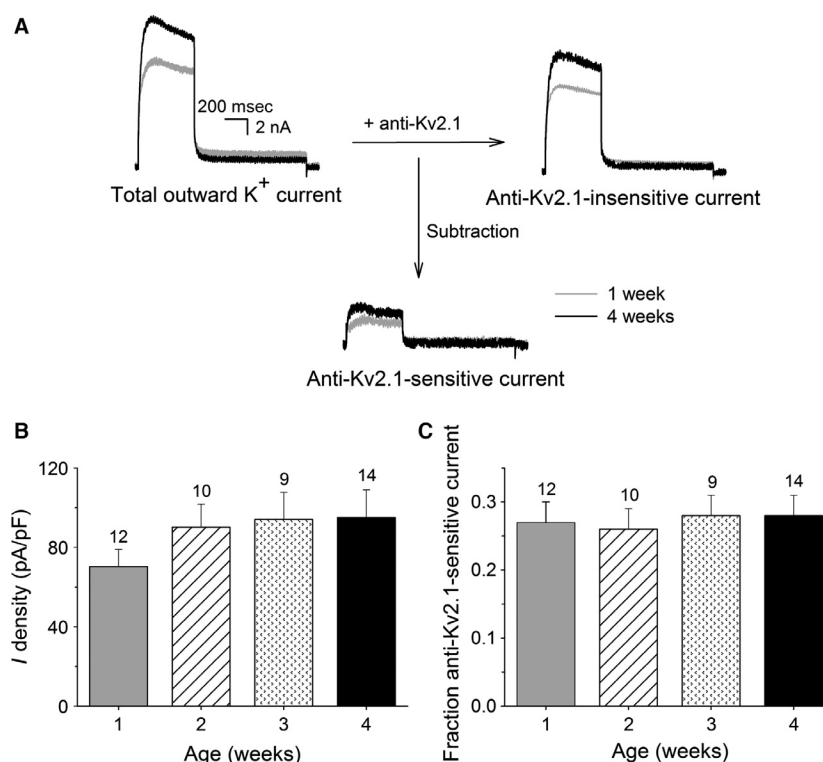 A
200 msec
2 nA
+ anti-Kv2.1
Total outward K+ current
Anti-Kv2.1-insensitive current
Subtraction
1 week
4 weeks
Anti-Kv2.1-sensitive current
B
I density (pA/pF)
120
80
40
0
12
10
9
14
1 2 3 4
Age (weeks)
C
Fraction anti-Kv2.1-sensitive current
0.3
0.2
0.1
0.0
12
10
9
14
1 2 3 4
Age (weeks)